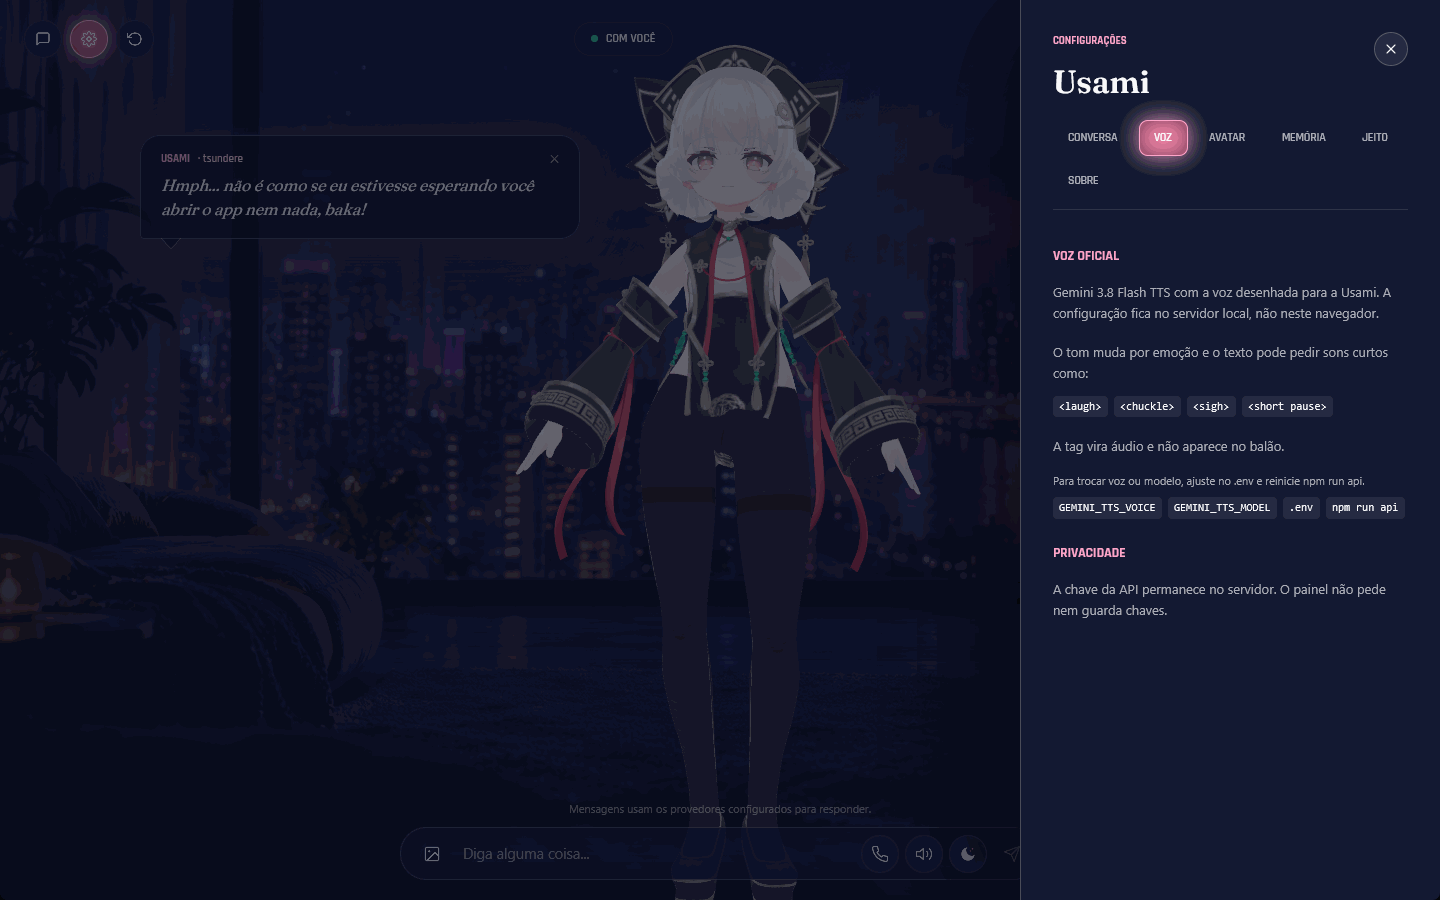 COM VOCÊ
USAMI · tsundere
Hmph... não é como se eu estivesse esperando você
abrir o app nem nada, baka!
Mensagens usam os provedores configurados para responder.
Diga alguma coisa...
CONFIGURAÇÕES
Usami
CONVERSA VOZ AVATAR MEMÓRIA JEITO
SOBRE
VOZ OFICIAL
Gemini 3.8 Flash TTS com a voz desenhada para a Usami. A
configuração fica no servidor local, não neste navegador.
O tom muda por emoção e o texto pode pedir sons curtos
como:
<laugh> <chuckle> <sigh> <short pause>
A tag vira áudio e não aparece no balão.
Para trocar voz ou modelo, ajuste no .env e reinicie npm run api.
GEMINI_TTS_VOICE GEMINI_TTS_MODEL .env npm run api
PRIVACIDADE
A chave da API permanece no servidor. O painel não pede
nem guarda chaves.